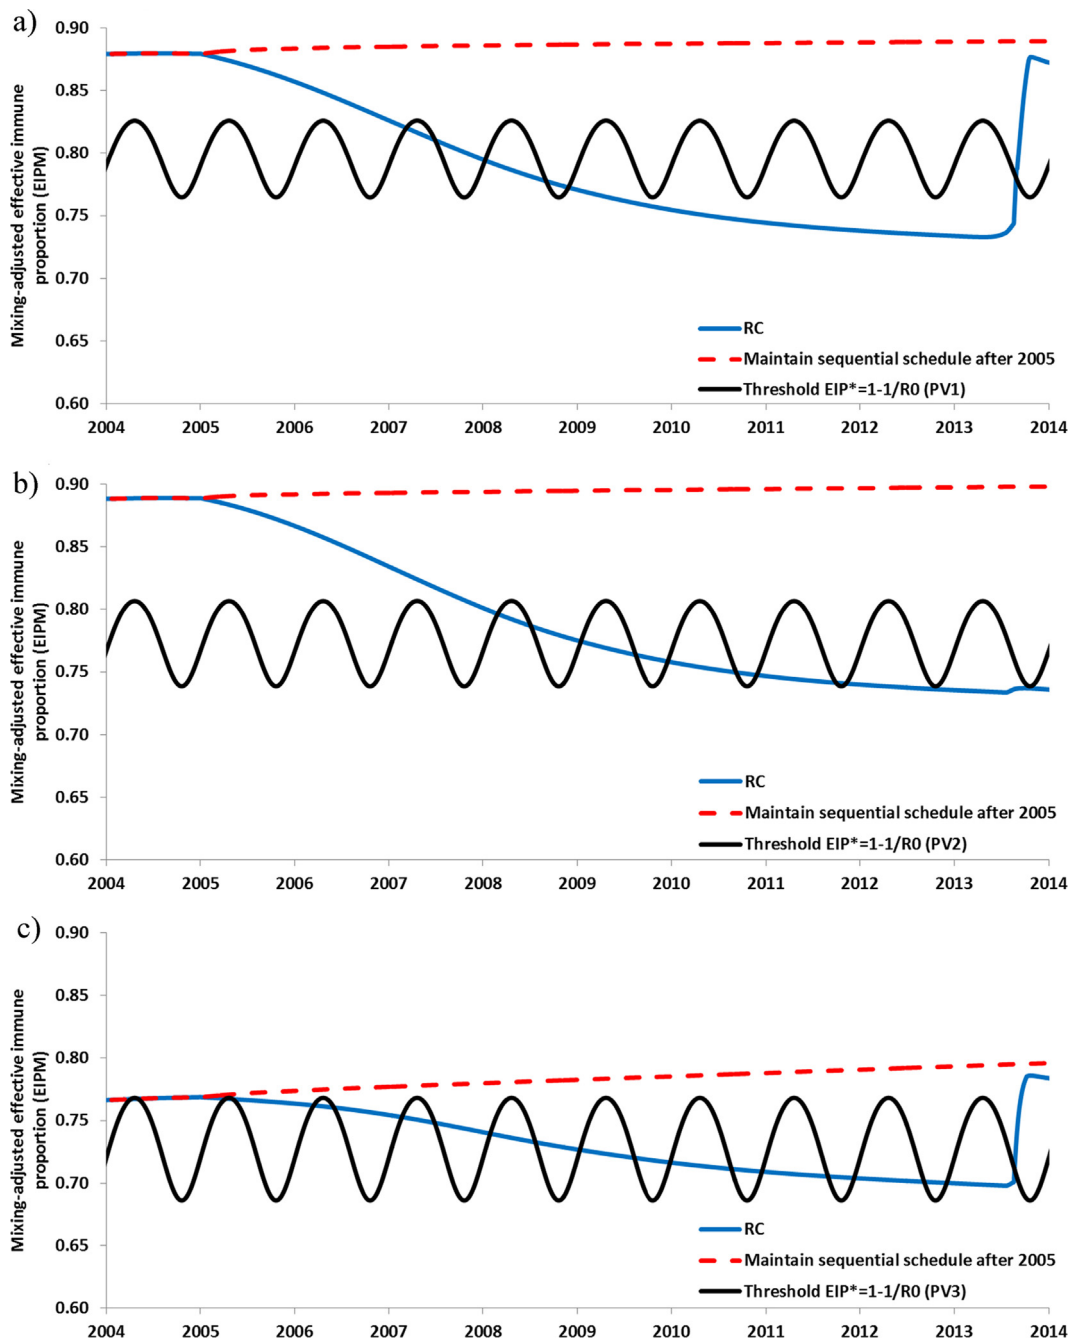 a)
Mixing-adjusted effective immune
proportion (EIPM)
0.90
0.85
0.80
0.75
0.70
0.65
0.60
RC
Maintain sequential schedule after 2005
Threshold EIP*=1-1/R0 (PV1)
2004 2005 2006 2007 2008 2009 2010 2011 2012 2013 2014
b)
Mixing-adjusted effective immune
proportion (EIPM)
0.90
0.85
0.80
0.75
0.70
0.65
0.60
RC
Maintain sequential schedule after 2005
Threshold EIP*=1-1/R0 (PV2)
2004 2005 2006 2007 2008 2009 2010 2011 2012 2013 2014
c)
Mixing-adjusted effective immune
proportion (EIPM)
0.90
0.85
0.80
0.75
0.70
0.65
0.60
RC
Maintain sequential schedule after 2005
Threshold EIP*=1-1/R0 (PV3)
2004 2005 2006 2007 2008 2009 2010 2011 2012 2013 2014